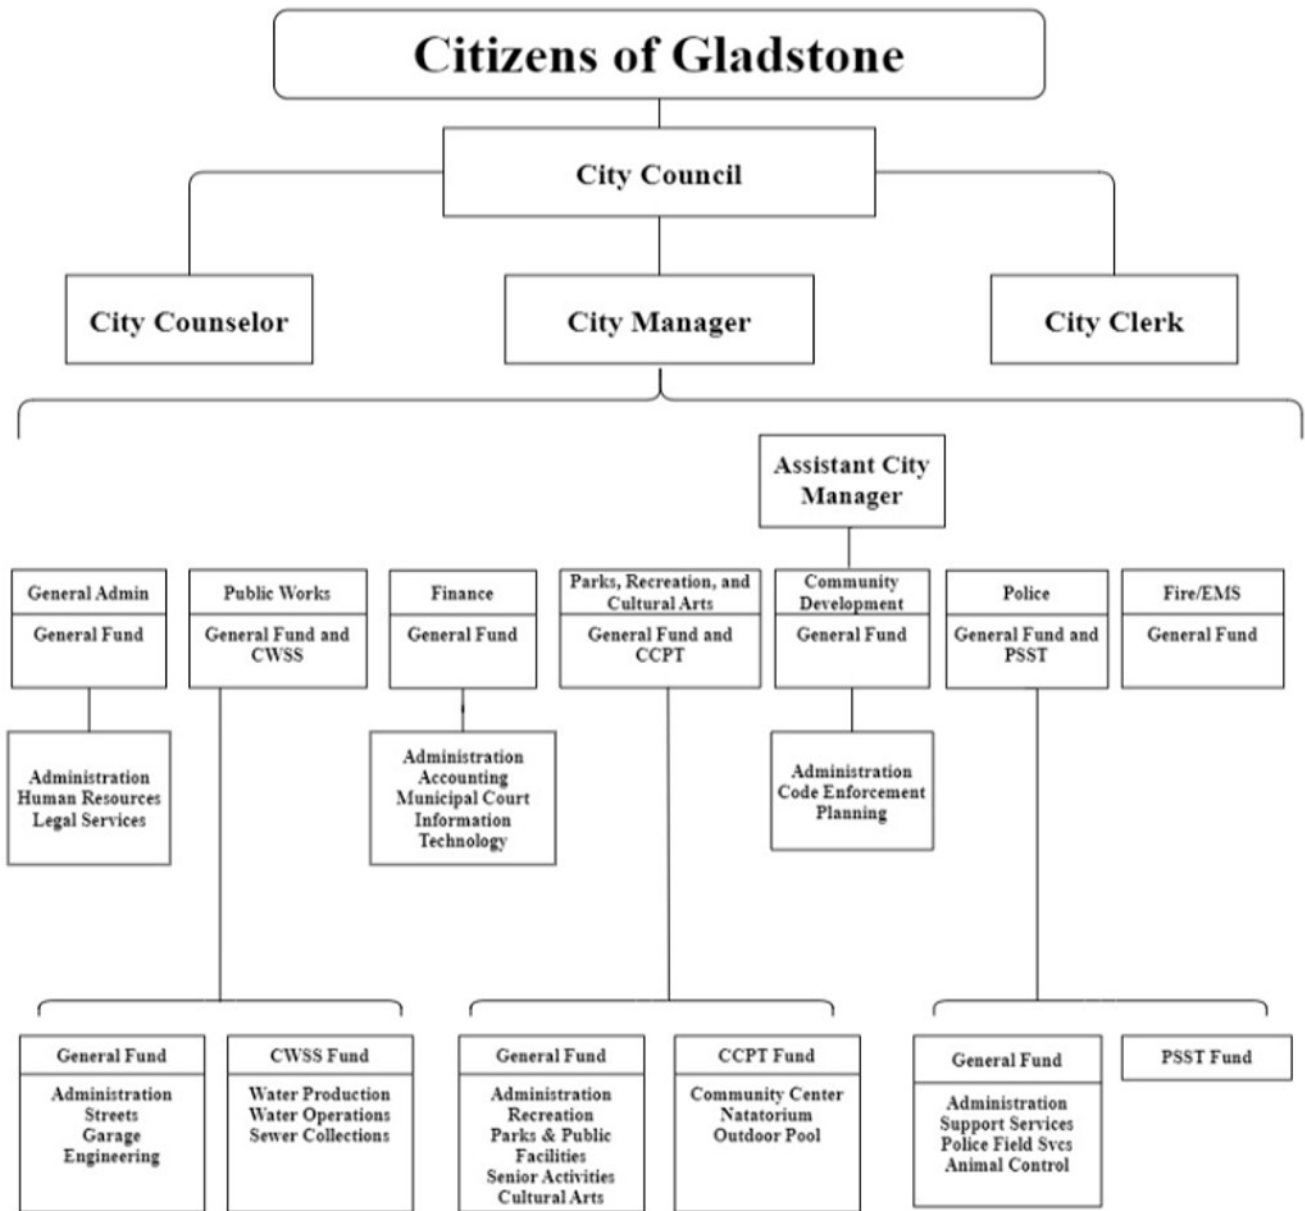 Citizens of Gladstone
City Council
City Counselor
City Manager
City Clerk
Assistant City
Manager
General Admin
General Fund
Public Works
General Fund and
CWSS
Finance
General Fund
Parks, Recreation, and
Cultural Arts
General Fund and
CCPT
Community
Development
General Fund
Police
General Fund and
PSST
Fire/EMS
General Fund
Administration
Human Resources
Legal Services
Administration
Accounting
Municipal Court
Information
Technology
Administration
Code Enforcement
Planning
General Fund
Administration
Streets
Garage
Engineering
CWSS Fund
Water Production
Water Operations
Sewer Collections
General Fund
Administration
Recreation
Parks & Public
Facilities
Senior Activities
Cultural Arts
CCPT Fund
Community Center
Natatorium
Outdoor Pool
General Fund
Administration
Support Services
Police Field Svcs
Animal Control
PSST Fund